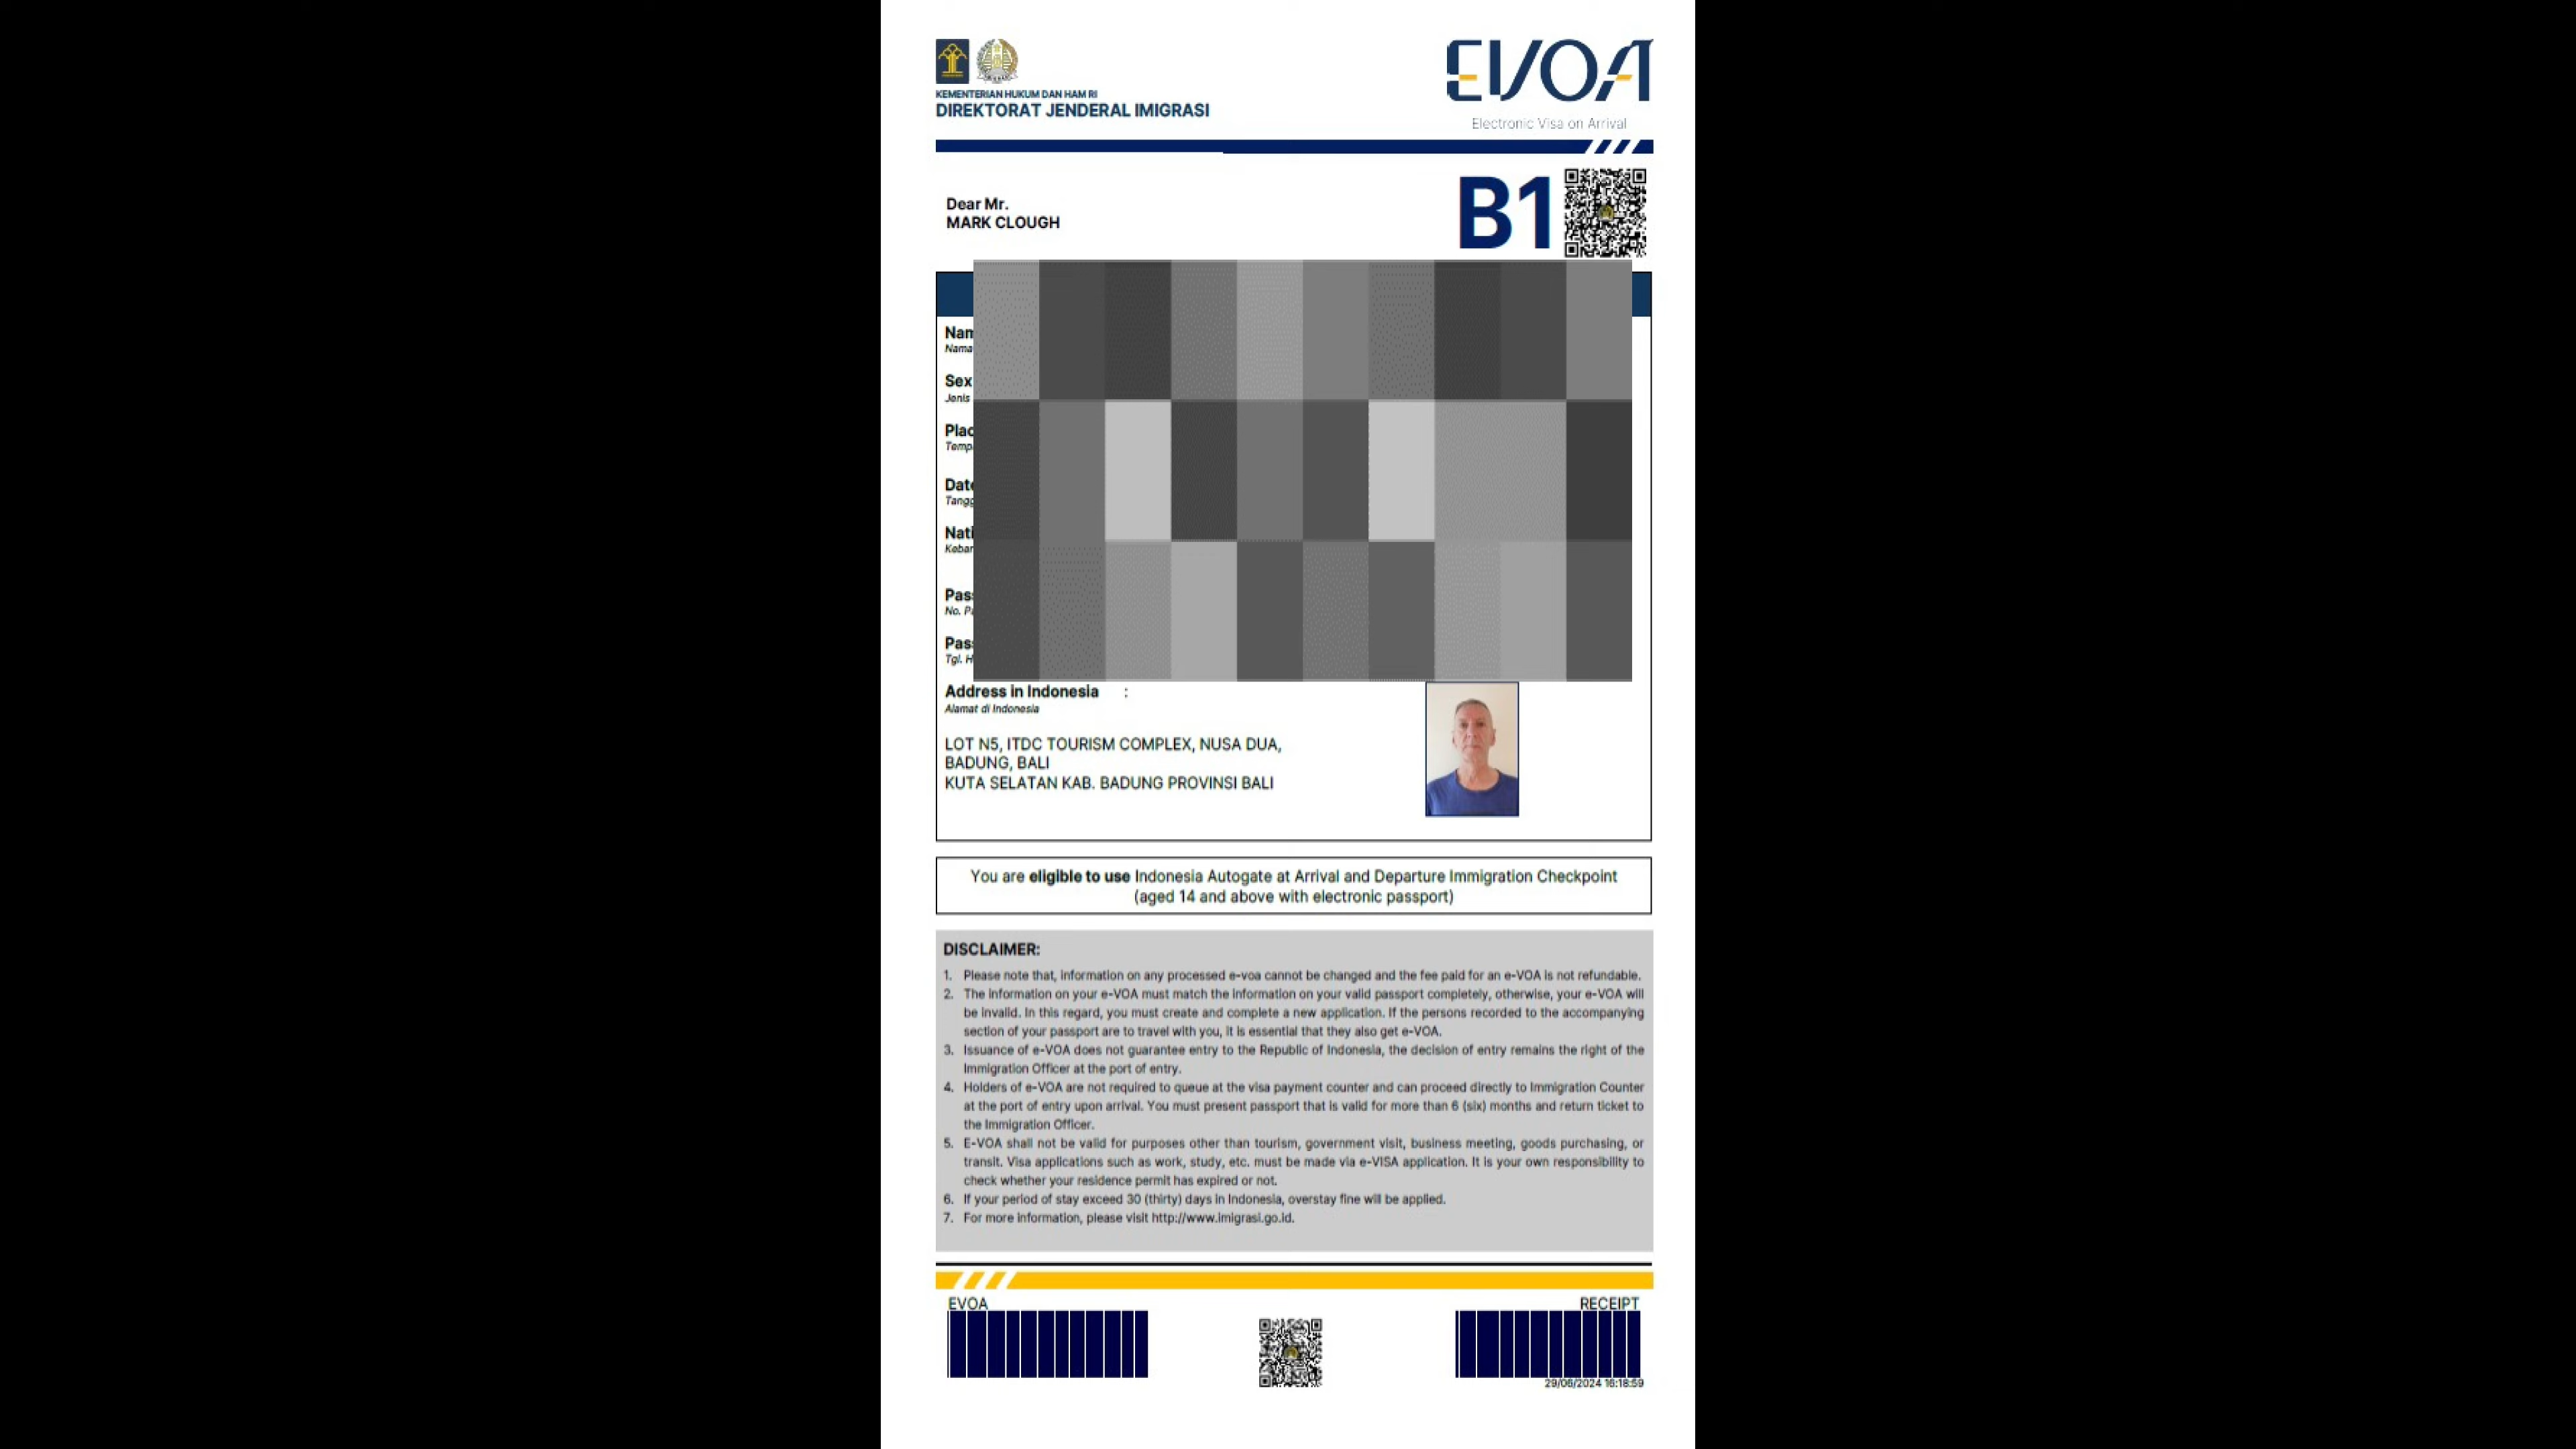 KEMENTERIAN HUKUM DAN HAM RI
DIREKTORAT JENDERAL IMIGRASI
EVOA
Electronic Visa on Arrival
Dear Mr.
MARK CLOUGH
B1
Nama
Sex
Jenis
Address in Indonesia :
Alamat di Indonesia
LOT N5, ITDC TOURISM COMPLEX, NUSA DUA,
BADUNG, BALI
KUTA SELATAN KAB. BADUNG PROVINSI BALI
You are eligible to use Indonesia Autogate at Arrival and Departure Immigration Checkpoint
(aged 14 and above with electronic passport)
DISCLAIMER:
1. Please note that, information on any processed e-voa cannot be changed and the fee paid for an e-VOA is not refundable.
2. The information on your e-VOA must match the information on your valid passport completely, otherwise, your e-VOA will
be invalid. In this regard, you must create and complete a new application. If the persons recorded to the accompanying
section of your passport are to travel with you, it is essential that they also get e-VOA.
3. Issuance of e-VOA does not guarantee entry to the Republic of Indonesia, the decision of entry remains the right of the
Immigration Officer at the port of entry.
4. Holders of e-VOA are not required to queue at the visa payment counter and can proceed directly to Immigration Counter
at the port of entry upon arrival. You must present passport that is valid for more than 6 (six) months and return ticket to
the Immigration Officer.
5. E-VOA shall not be valid for purposes other than tourism, government visit, business meeting, goods purchasing, or
transit. Visa applications such as work, study, etc. must be made via e-VISA application. It is your own responsibility to
check whether your residence permit has expired or not.
6. If your period of stay exceed 30 (thirty) days in Indonesia, overstay fine will be applied.
7. For more information, please visit http://www.imigrasi.go.id.
EVOA
RECEIPT
29/06/2024 16:18:59